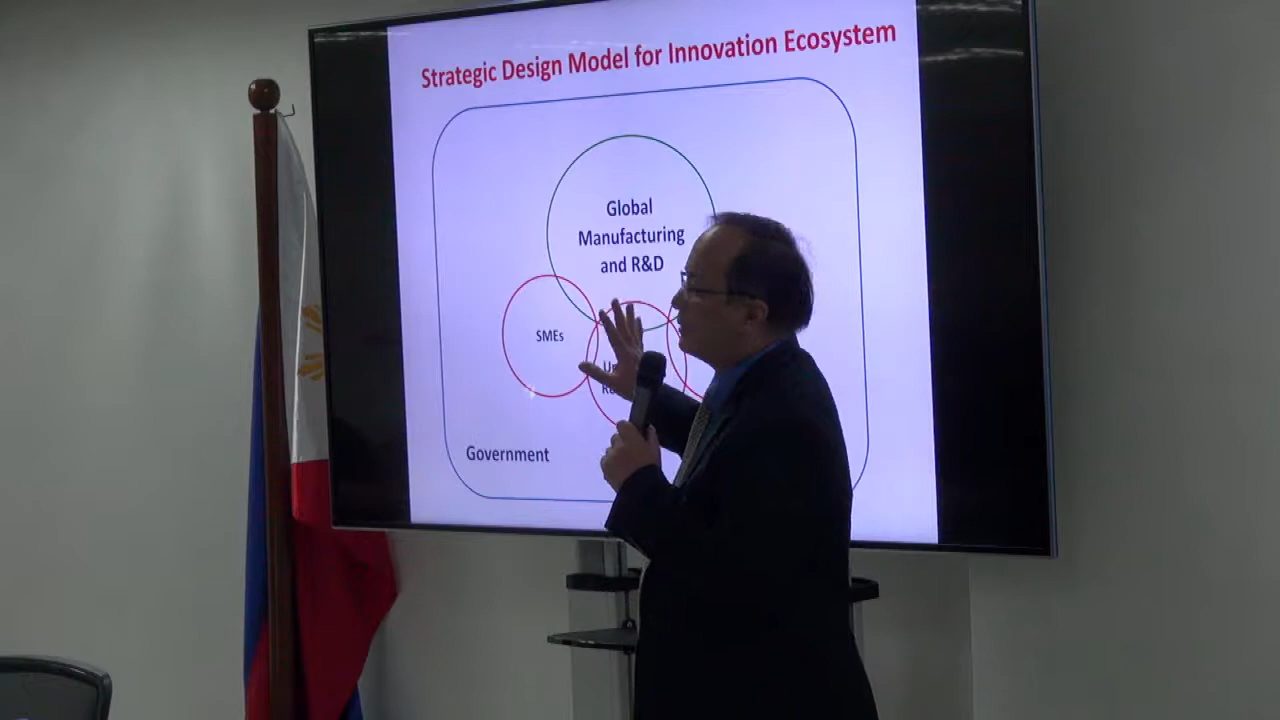 Strategic Design Model for Innovation Ecosystem
Global
Manufacturing
and R&D
SMEs
Government